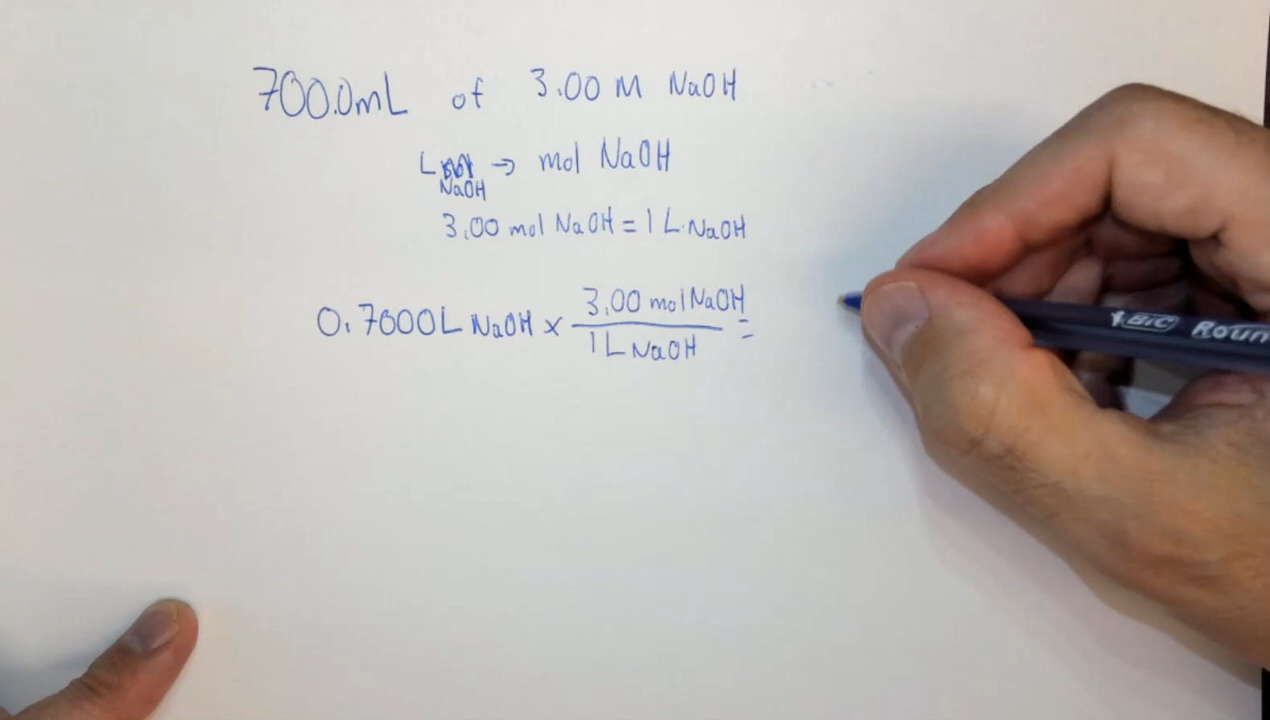 700.0mL of 3.00 M NaOH
L NaOH → mol NaOH
3.00 mol NaOH = 1 L NaOH
0.7000L NaOH x 3.00 mol NaOH =
1 L NaOH
BIC Roun